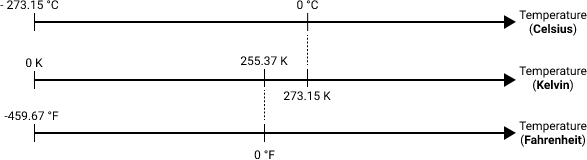 - 273.15 °C
0 °C
Temperature
(Celsius)
0 K
255.37 K
273.15 K
Temperature
(Kelvin)
-459.67 °F
0 °F
Temperature
(Fahrenheit)